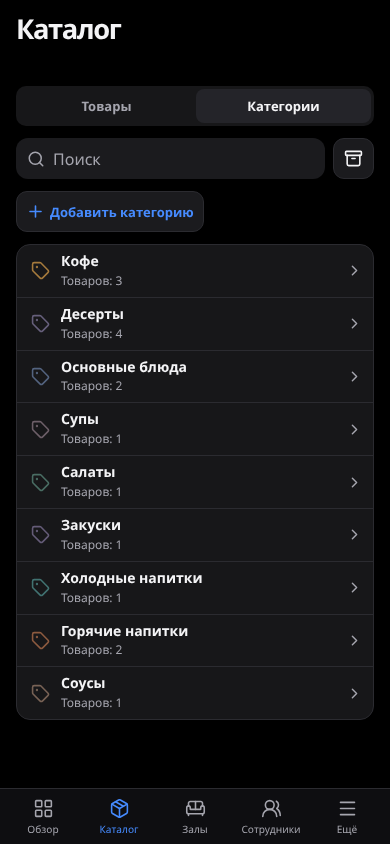 Каталог
Товары
Категории
Поиск
Добавить категорию
Кофе
Товаров: 3
Десерты
Товаров: 4
Основные блюда
Товаров: 2
Супы
Товаров: 1
Салаты
Товаров: 1
Закуски
Товаров: 1
Холодные напитки
Товаров: 1
Горячие напитки
Товаров: 2
Соусы
Товаров: 1
Обзор
Каталог
Залы
Сотрудники
Ещё